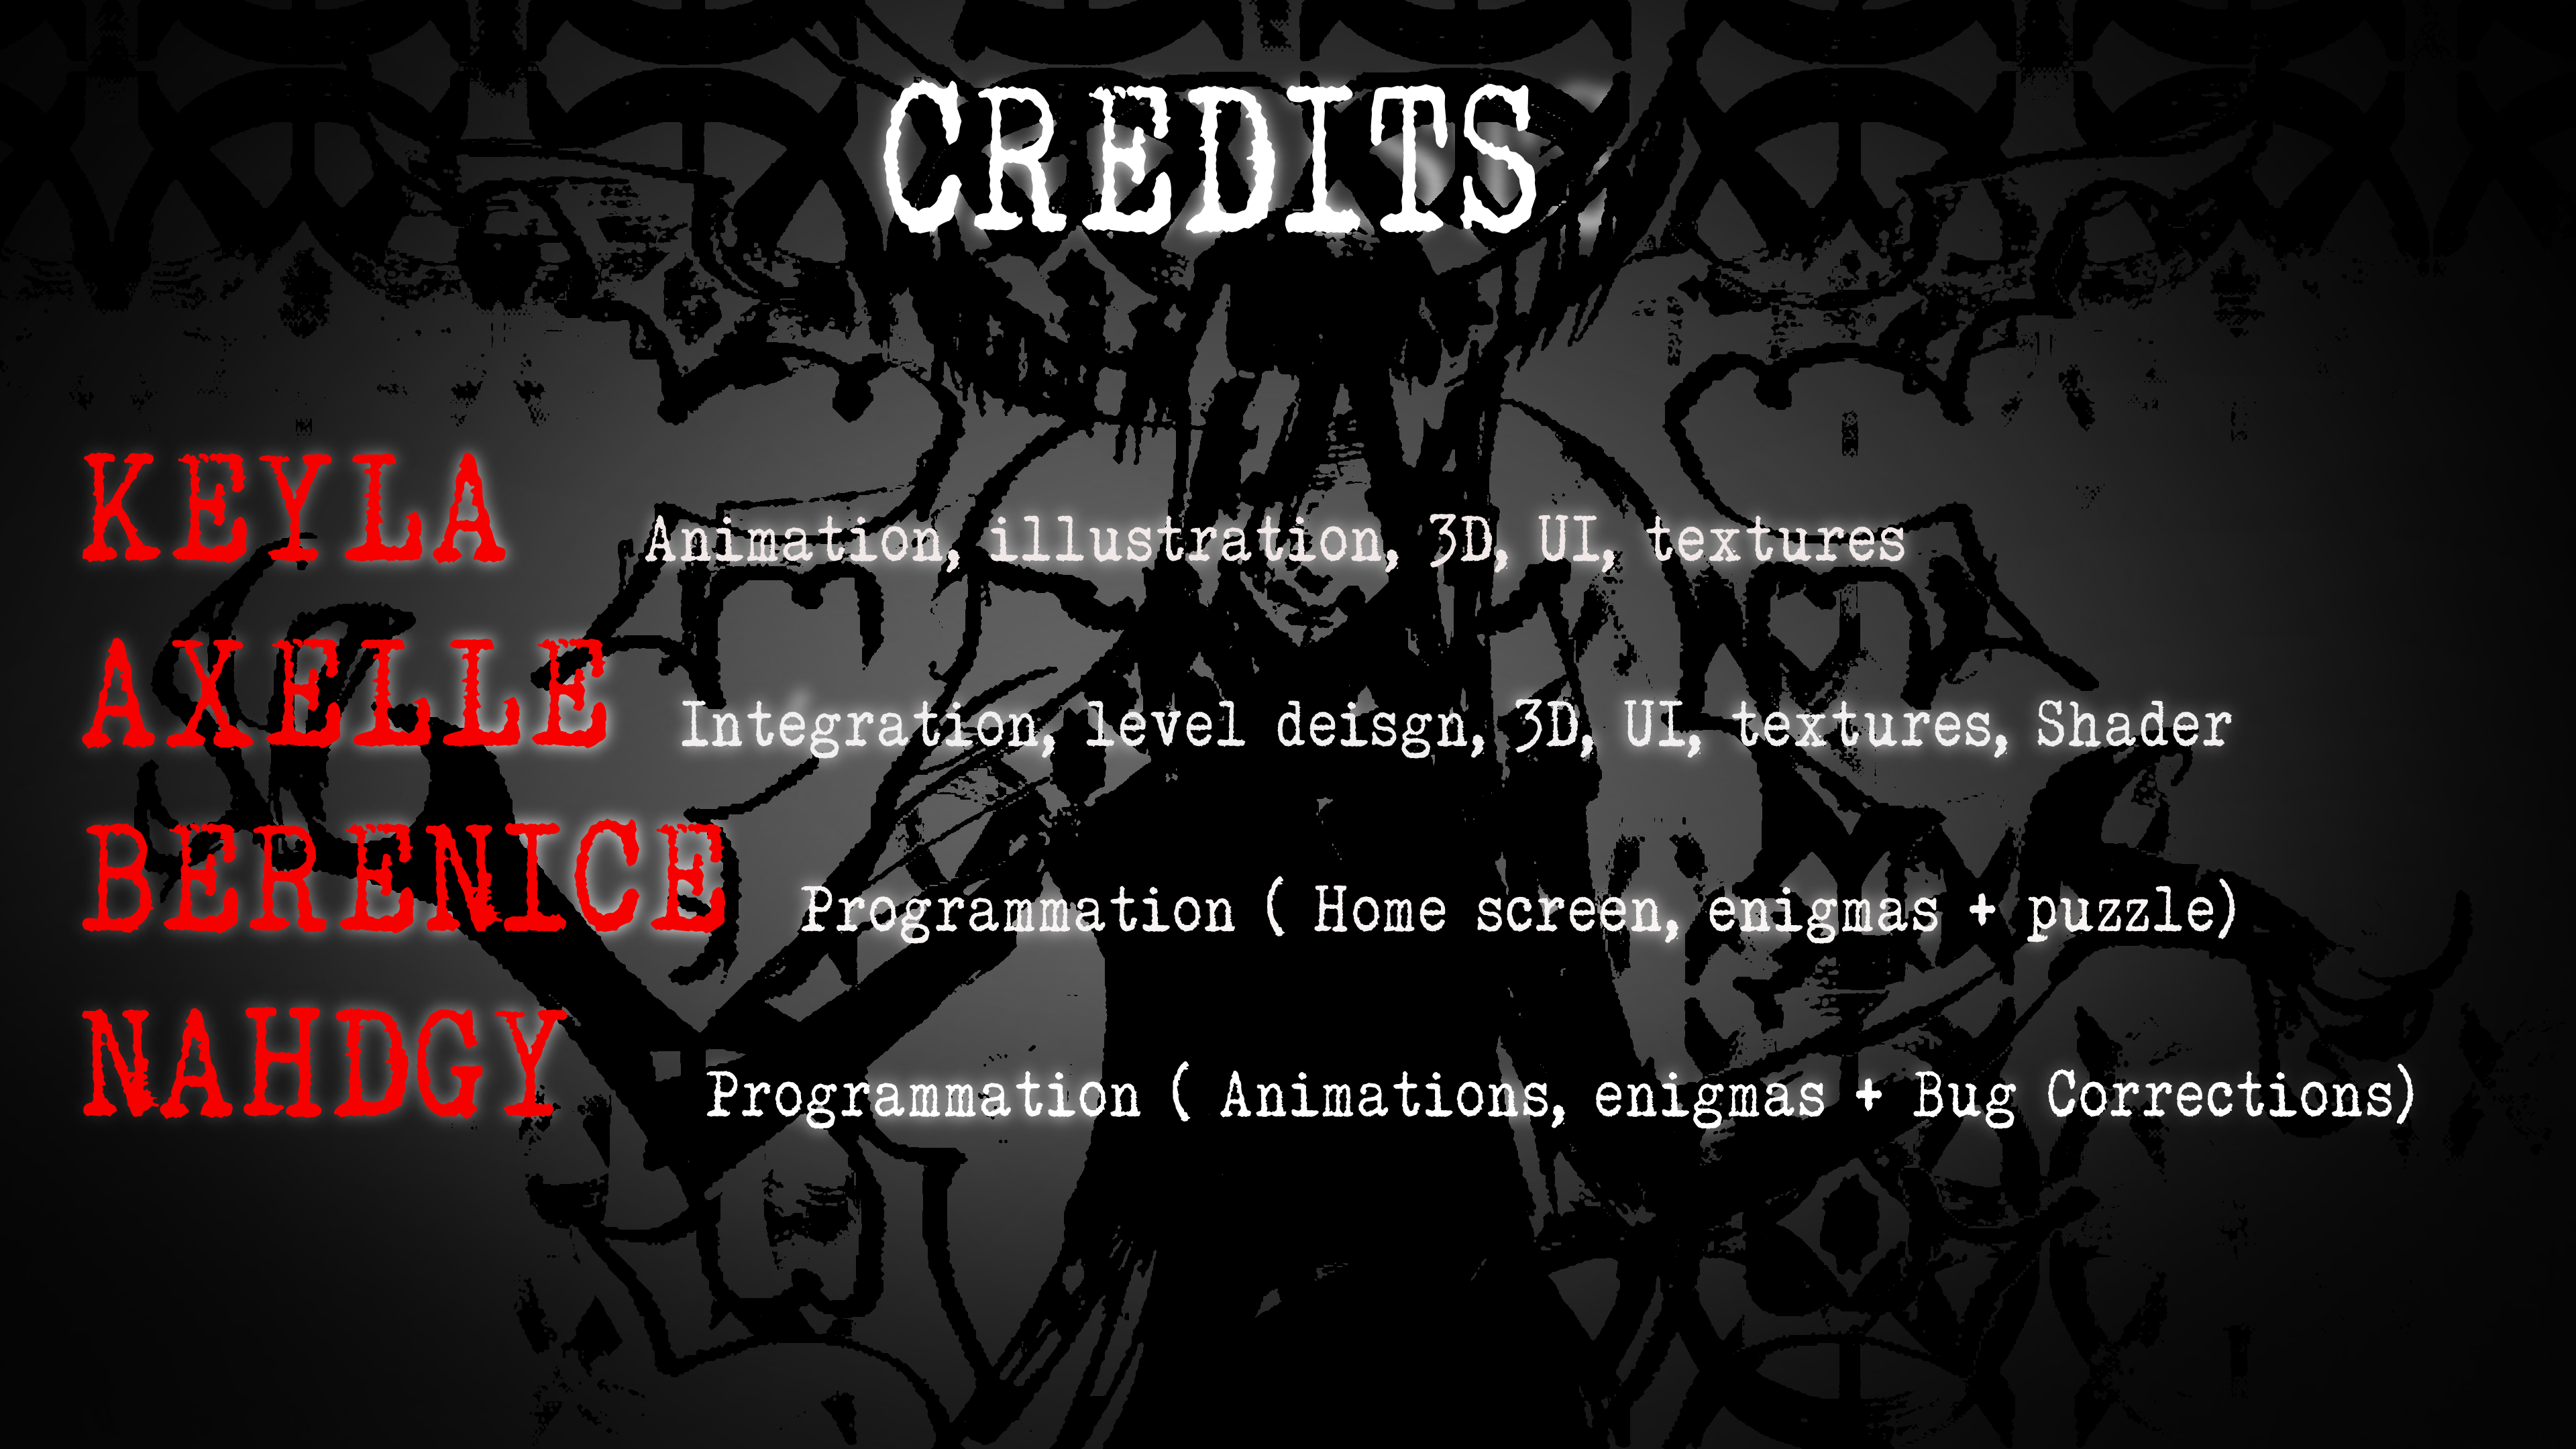 CREDITS
KEYLA Animation, illustration, 3D, UI, textures
AXELLE Integration, level deisgn, 3D, UI, textures, Shader
BERENICE Programmation ( Home screen, enigmas + puzzle)
NAHDGY Programmation ( Animations, enigmas + Bug Corrections)